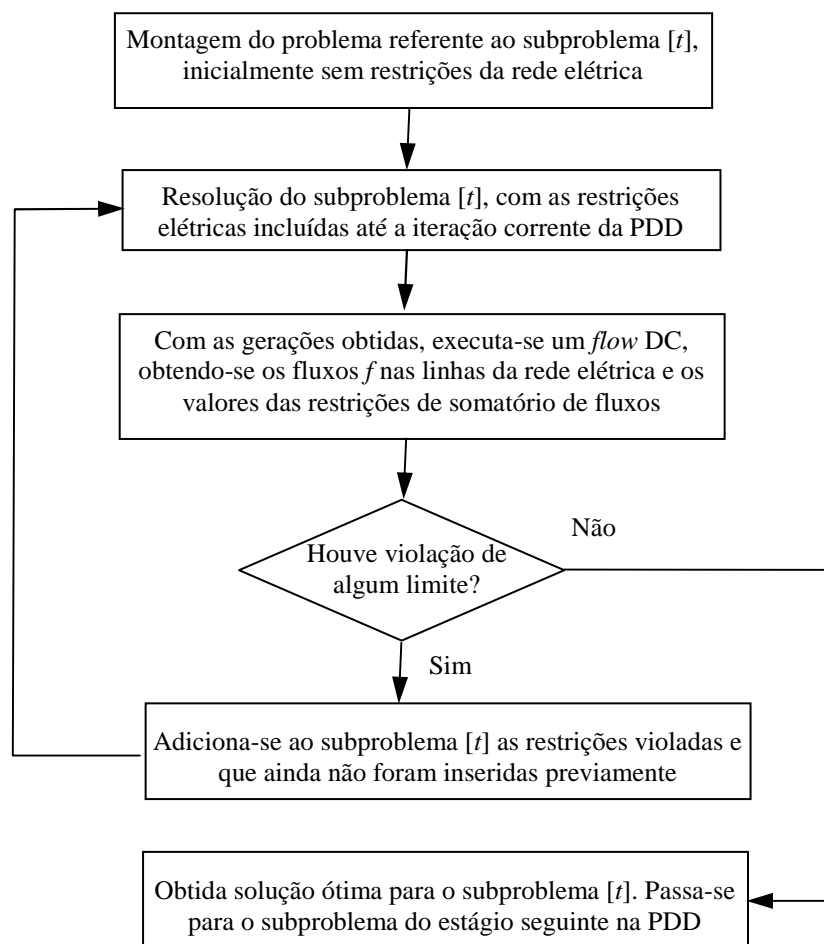 Montagem do problema referente ao subproblema [t],
inicialmente sem restrições da rede elétrica
Resolução do subproblema [t], com as restrições
elétricas incluídas até a iteração corrente da PDD
Com as gerações obtidas, executa-se um flow DC,
obtendo-se os fluxos f nas linhas da rede elétrica e os
valores das restrições de somatório de fluxos
Não
Houve violação de
algum limite?
Sim
Adiciona-se ao subproblema [t] as restrições violadas e
que ainda não foram inseridas previamente
Obtida solução ótima para o subproblema [t]. Passa-se
para o subproblema do estágio seguinte na PDD